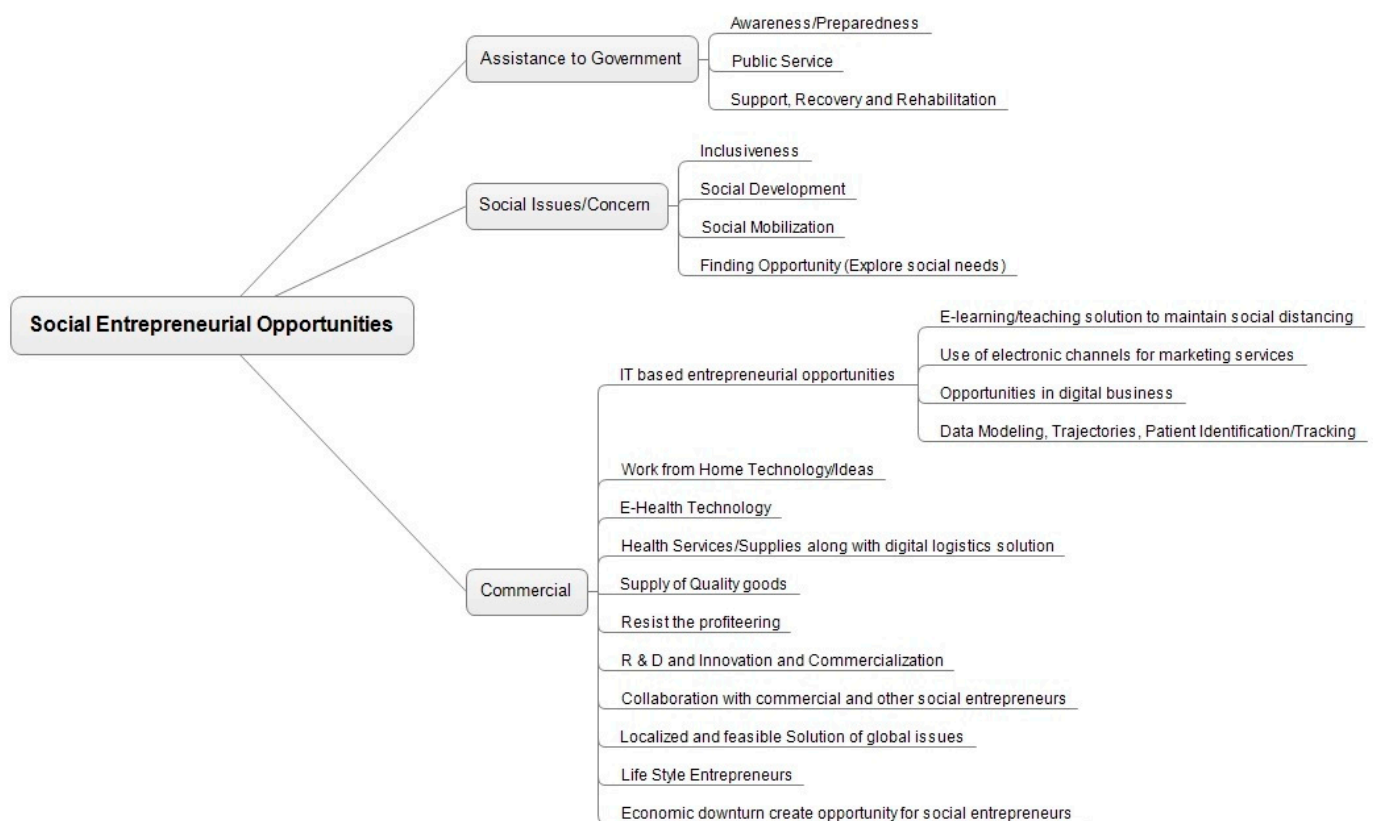 Social Entrepreneurial Opportunities
Assistance to Government
Awareness/Preparedness
Public Service
Support, Recovery and Rehabilitation
Social Issues/Concern
Inclusiveness
Social Development
Social Mobilization
Finding Opportunity (Explore social needs)
Commercial
IT based entrepreneurial opportunities
E-learning/teaching solution to maintain social distancing
Use of electronic channels for marketing services
Opportunities in digital business
Data Modeling, Trajectories, Patient Identification/Tracking
Work from Home Technology/Ideas
E-Health Technology
Health Services/Supplies along with digital logistics solution
Supply of Quality goods
Resist the profiteering
R & D and Innovation and Commercialization
Collaboration with commercial and other social entrepreneurs
Localized and feasible Solution of global issues
Life Style Entrepreneurs
Economic downturn create opportunity for social entrepreneurs